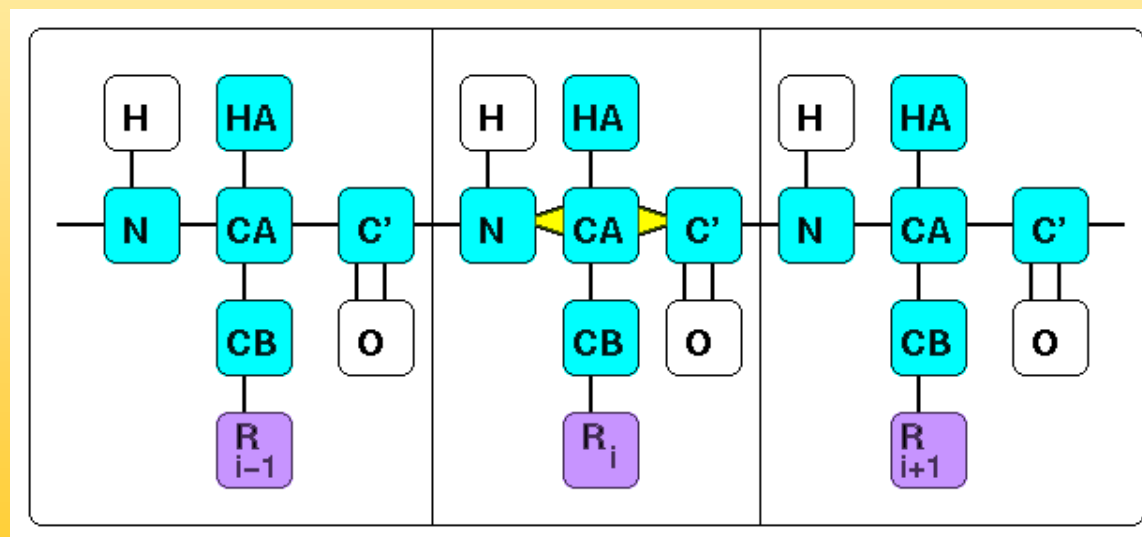 H HA H HA H HA
N CA C’ N CA C’ N CA C’
CB O CB O CB O
R i−1 R i R i+1